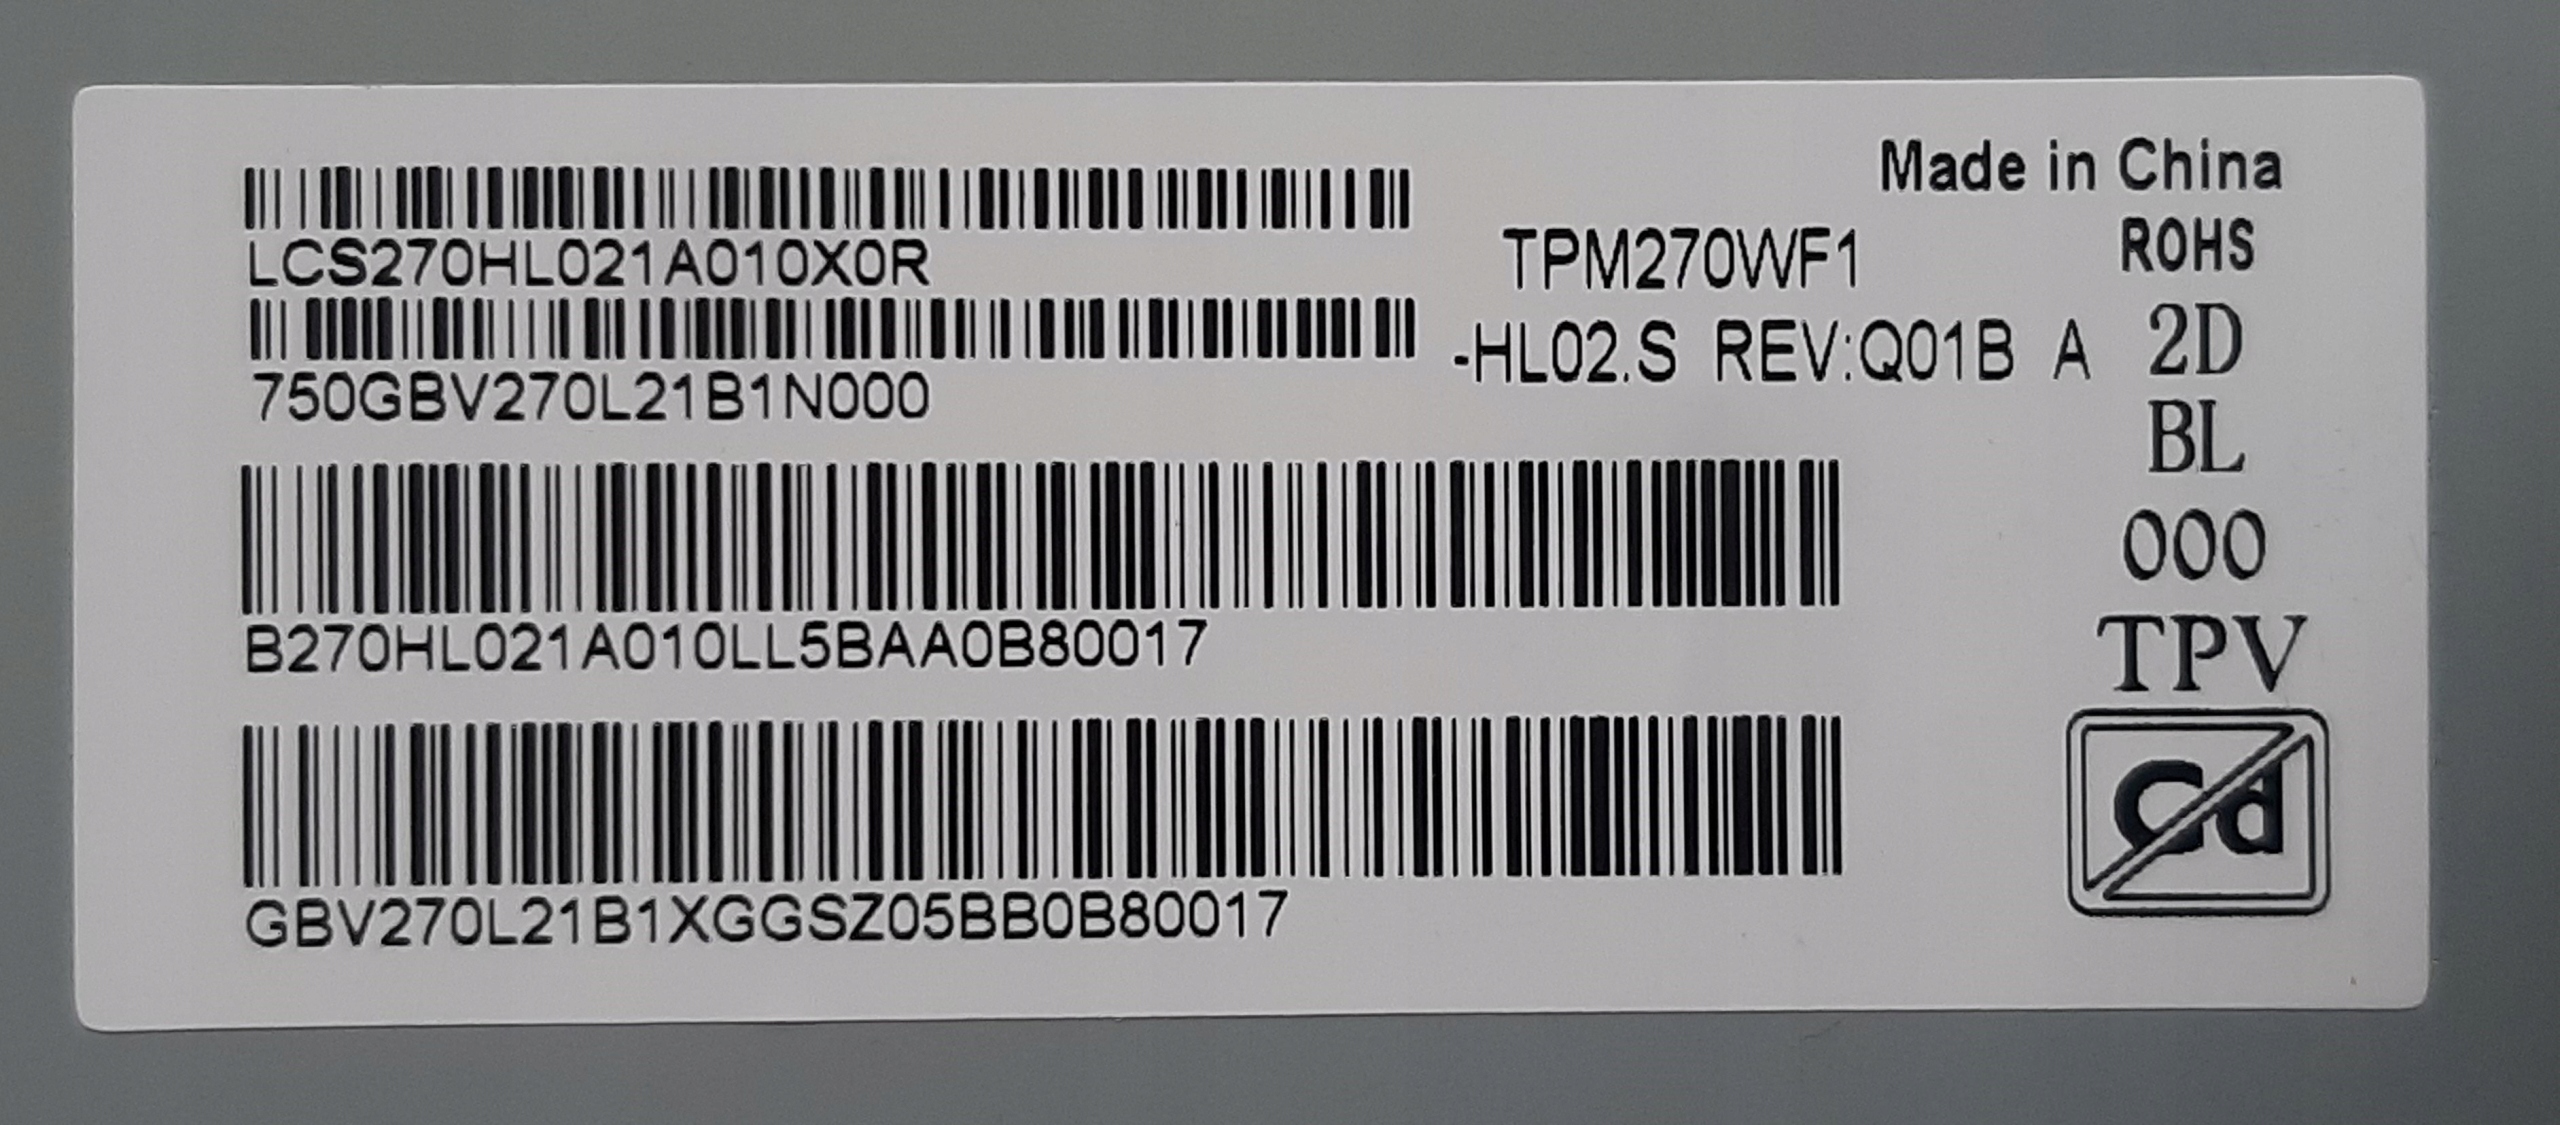 Made in China
LCS270HL021A010X0R
TPM270WF1
ROHS
750GBV270L21B1N000
-HL02.S REV:Q01B A
2D
BL
000
B270HL021A010LL5BAA0B80017
TPV
Cd
GBV270L21B1XGGSZ05BB0B80017